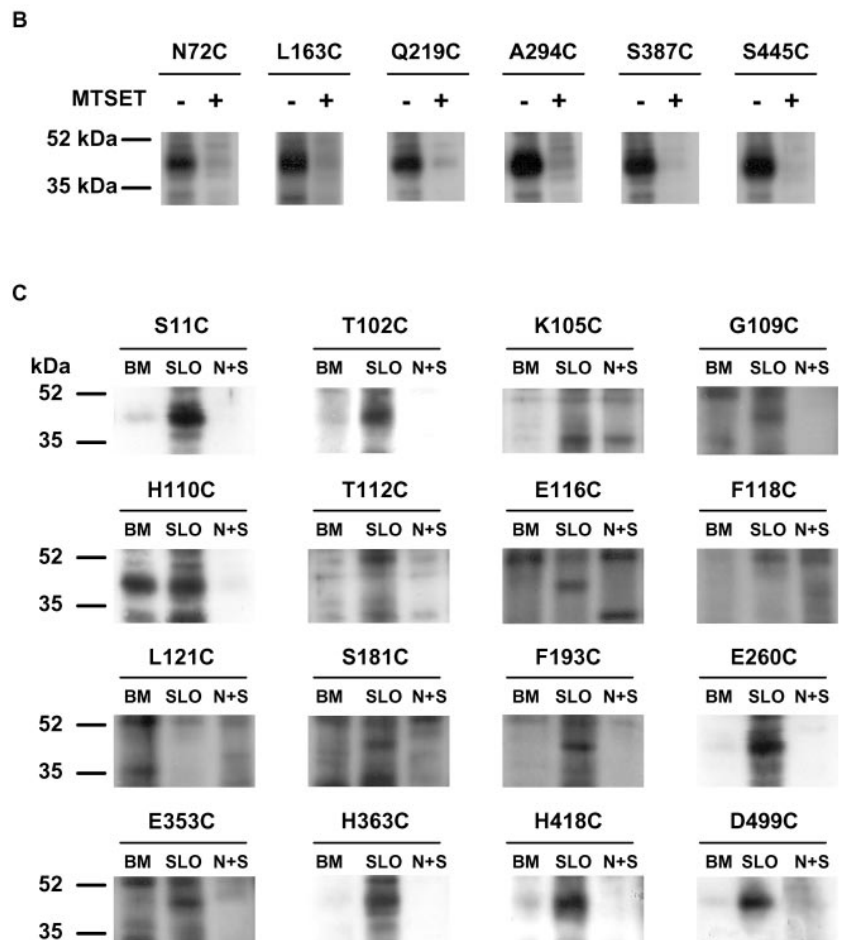 B
N72C L163C Q219C A294C S387C S445C
MTSET - + - + - + - + - + - +
52 kDa
35 kDa
C
S11C T102C K105C G109C
kDa BM SLO N+S BM SLO N+S BM SLO N+S BM SLO N+S
52
35
H110C T112C E116C F118C
BM SLO N+S BM SLO N+S BM SLO N+S BM SLO N+S
52
35
L121C S181C F193C E260C
BM SLO N+S BM SLO N+S BM SLO N+S BM SLO N+S
52
35
E353C H363C H418C D499C
BM SLO N+S BM SLO N+S BM SLO N+S BM SLO N+S
52
35